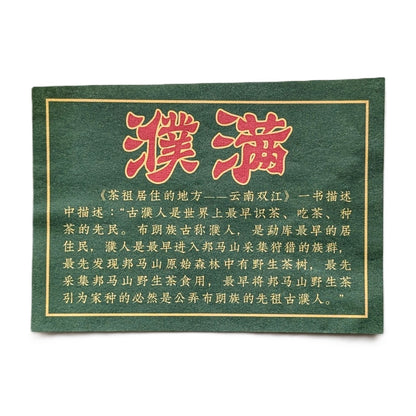 濮满
《茶祖居住的地方——云南双江》一书描述
中描述：“古濮人是世界上最早识茶、吃茶、种
茶的先民。布朗族古称濮人，是勐库最早的居
住民，濮人是最早进入邦马山采集狩猎的族群，
最先发现邦马山原始森林中有野生茶树，最先
采集邦马山野生茶食用，最早将邦马山野生茶
引为家种的必然是公弄布朗族的先祖古濮人。”